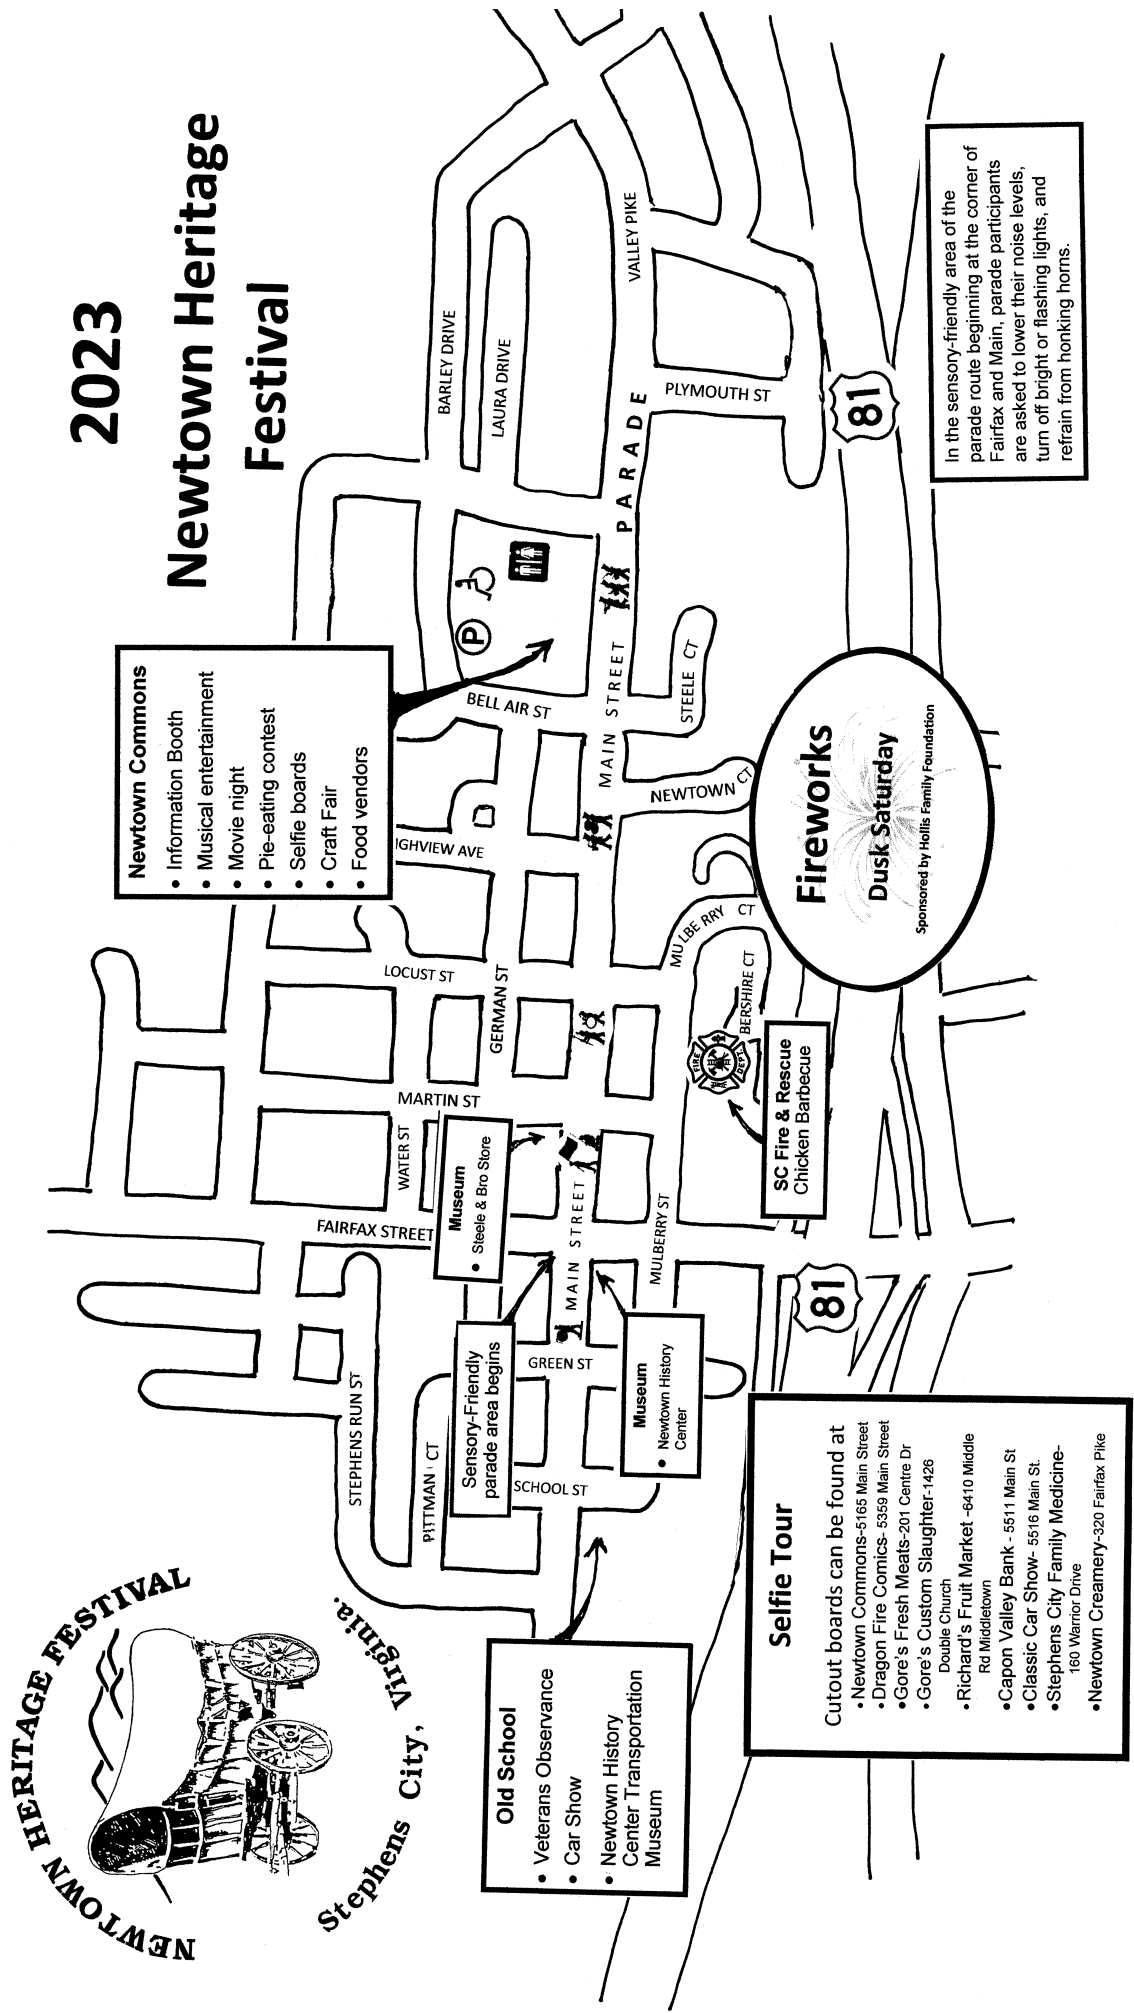 2023
Newtown Heritage
Festival
NEWTOWN HERITAGE FESTIVAL
Stephens City, Virginia.
Newtown Commons
• Information Booth
• Musical entertainment
• Movie night
• Pie-eating contest
• Selfie boards
• Craft Fair
• Food vendors
BARLEY DRIVE
LAURA DRIVE
VALLEY PIKE
PLYMOUTH ST
PARADE
P
BELL AIR ST
MAIN STREET
STEELE CT
NEWTOWN CT
IGHVIEW AVE
MULBERRY CT
LOCUST ST
GERMAN ST
BERSHIRE CT
FIRE
DEPT.
MARTIN ST
WATER ST
FAIRFAX STREET
MAIN STREET
MULBERRY ST
GREEN ST
STEPHENS RUN ST
PITTMAN CT
SCHOOL ST
81
81
Museum
• Steele & Bro Store
Sensory-Friendly
parade area begins
Museum
• Newtown History
Center
SC Fire & Rescue
Chicken Barbecue
Fireworks
Dusk Saturday
Sponsored by Hollis Family Foundation
In the sensory-friendly area of the
parade route beginning at the corner of
Fairfax and Main, parade participants
are asked to lower their noise levels,
turn off bright or flashing lights, and
refrain from honking horns.
Old School
• Veterans Observance
• Car Show
• Newtown History
Center Transportation
Museum
Selfie Tour
Cutout boards can be found at
• Newtown Commons-5165 Main Street
• Dragon Fire Comics- 5359 Main Street
• Gore's Fresh Meats-201 Centre Dr
• Gore's Custom Slaughter-1426
Double Church
• Richard's Fruit Market -6410 Middle
Rd Middletown
• Capon Valley Bank - 5511 Main St
• Classic Car Show- 5516 Main St.
• Stephens City Family Medicine-
160 Warrior Drive
• Newtown Creamery-320 Fairfax Pike